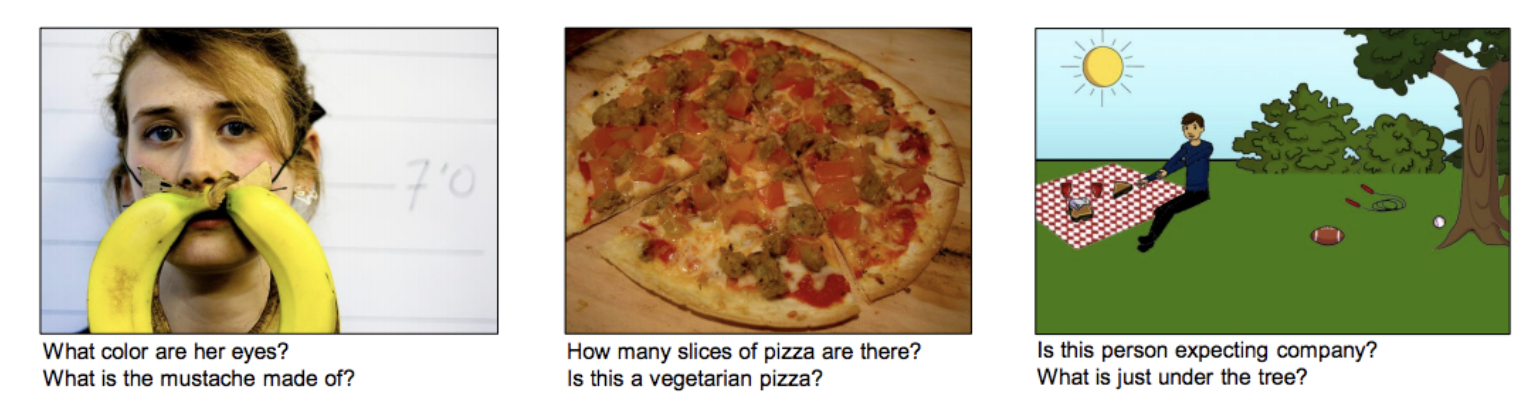 7'0
What color are her eyes?
What is the mustache made of?
How many slices of pizza are there?
Is this a vegetarian pizza?
Is this person expecting company?
What is just under the tree?